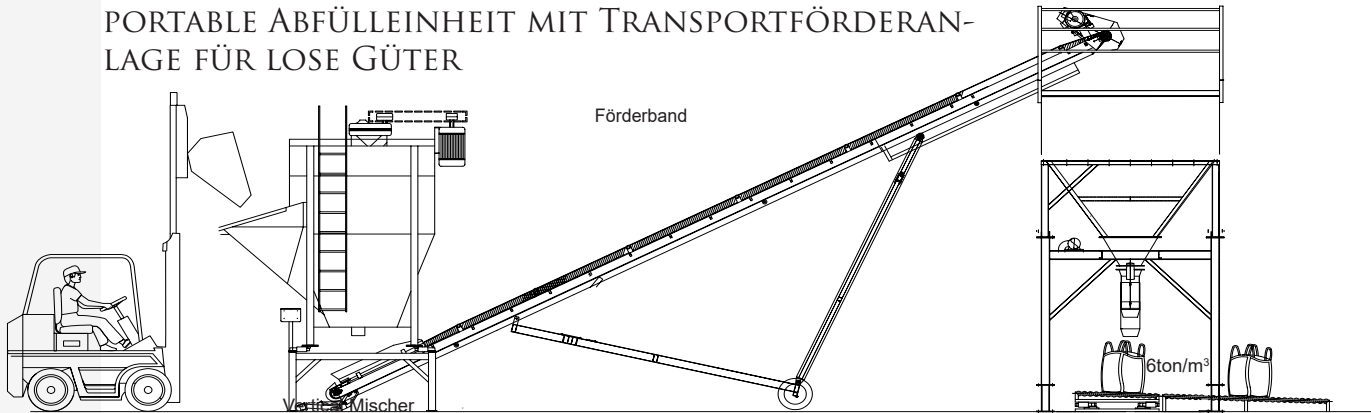 PORTABLE ABFÜLLEINHEIT MIT TRANSPORTFÖRDERAN-
LAGE FÜR LOSE GÜTER
Förderband
6ton/m³
Vertical Mischer